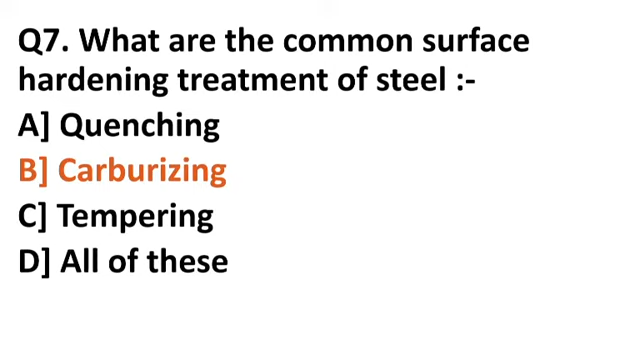 Q7. What are the common surface
hardening treatment of steel :-
A] Quenching
B] Carburizing
C] Tempering
D] All of these